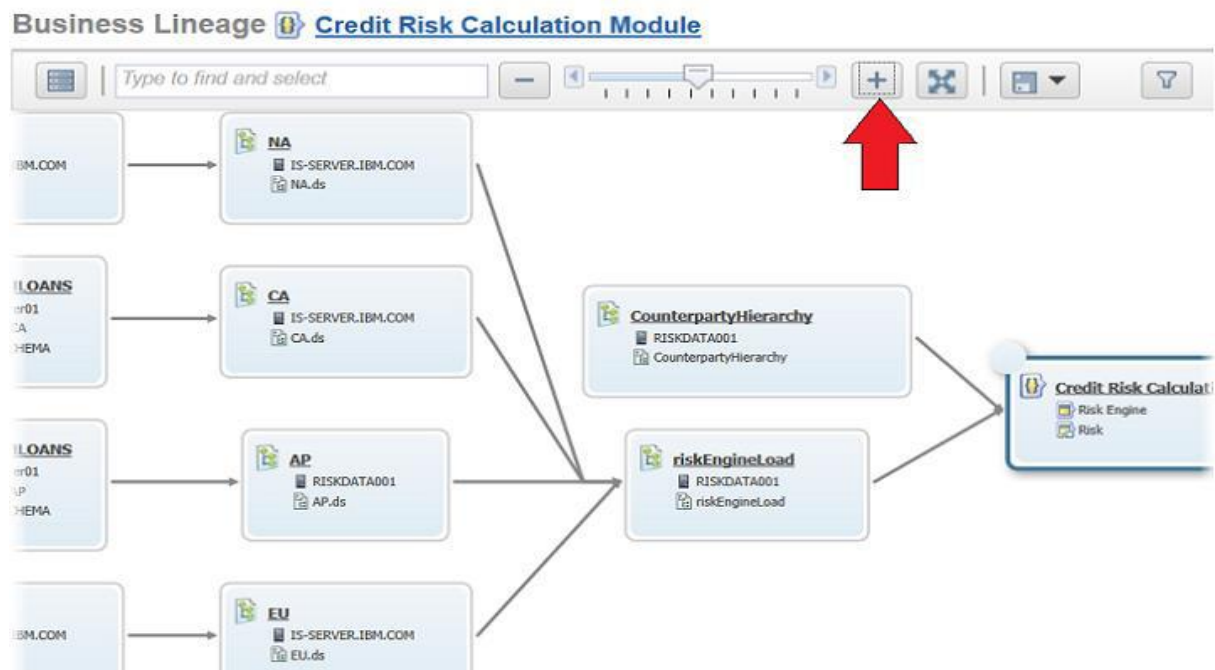 Business Lineage Credit Risk Calculation Module
Type to find and select
BM.COM
NA
IS-SERVER.IBM.COM
NA.ds
LOANS
er01
CA
HEMA
CA
IS-SERVER.IBM.COM
CA.ds
CounterpartyHierarchy
RISKDATA001
CounterpartyHierarchy
Credit Risk Calculati
Risk Engine
Risk
LOANS
er01
AP
HEMA
AP
RISKDATA001
AP.ds
riskEngineLoad
RISKDATA001
riskEngineLoad
BM.COM
EU
IS-SERVER.IBM.COM
EU.ds